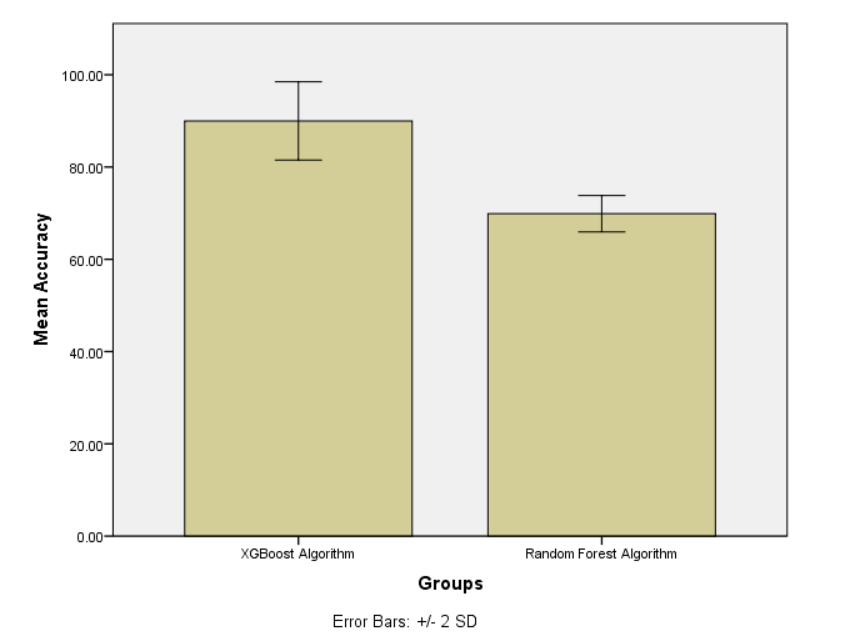 Mean Accuracy
100.00
80.00
60.00
40.00
20.00
0.00
XGBoost Algorithm
Random Forest Algorithm
Groups
Error Bars: +/- 2 SD